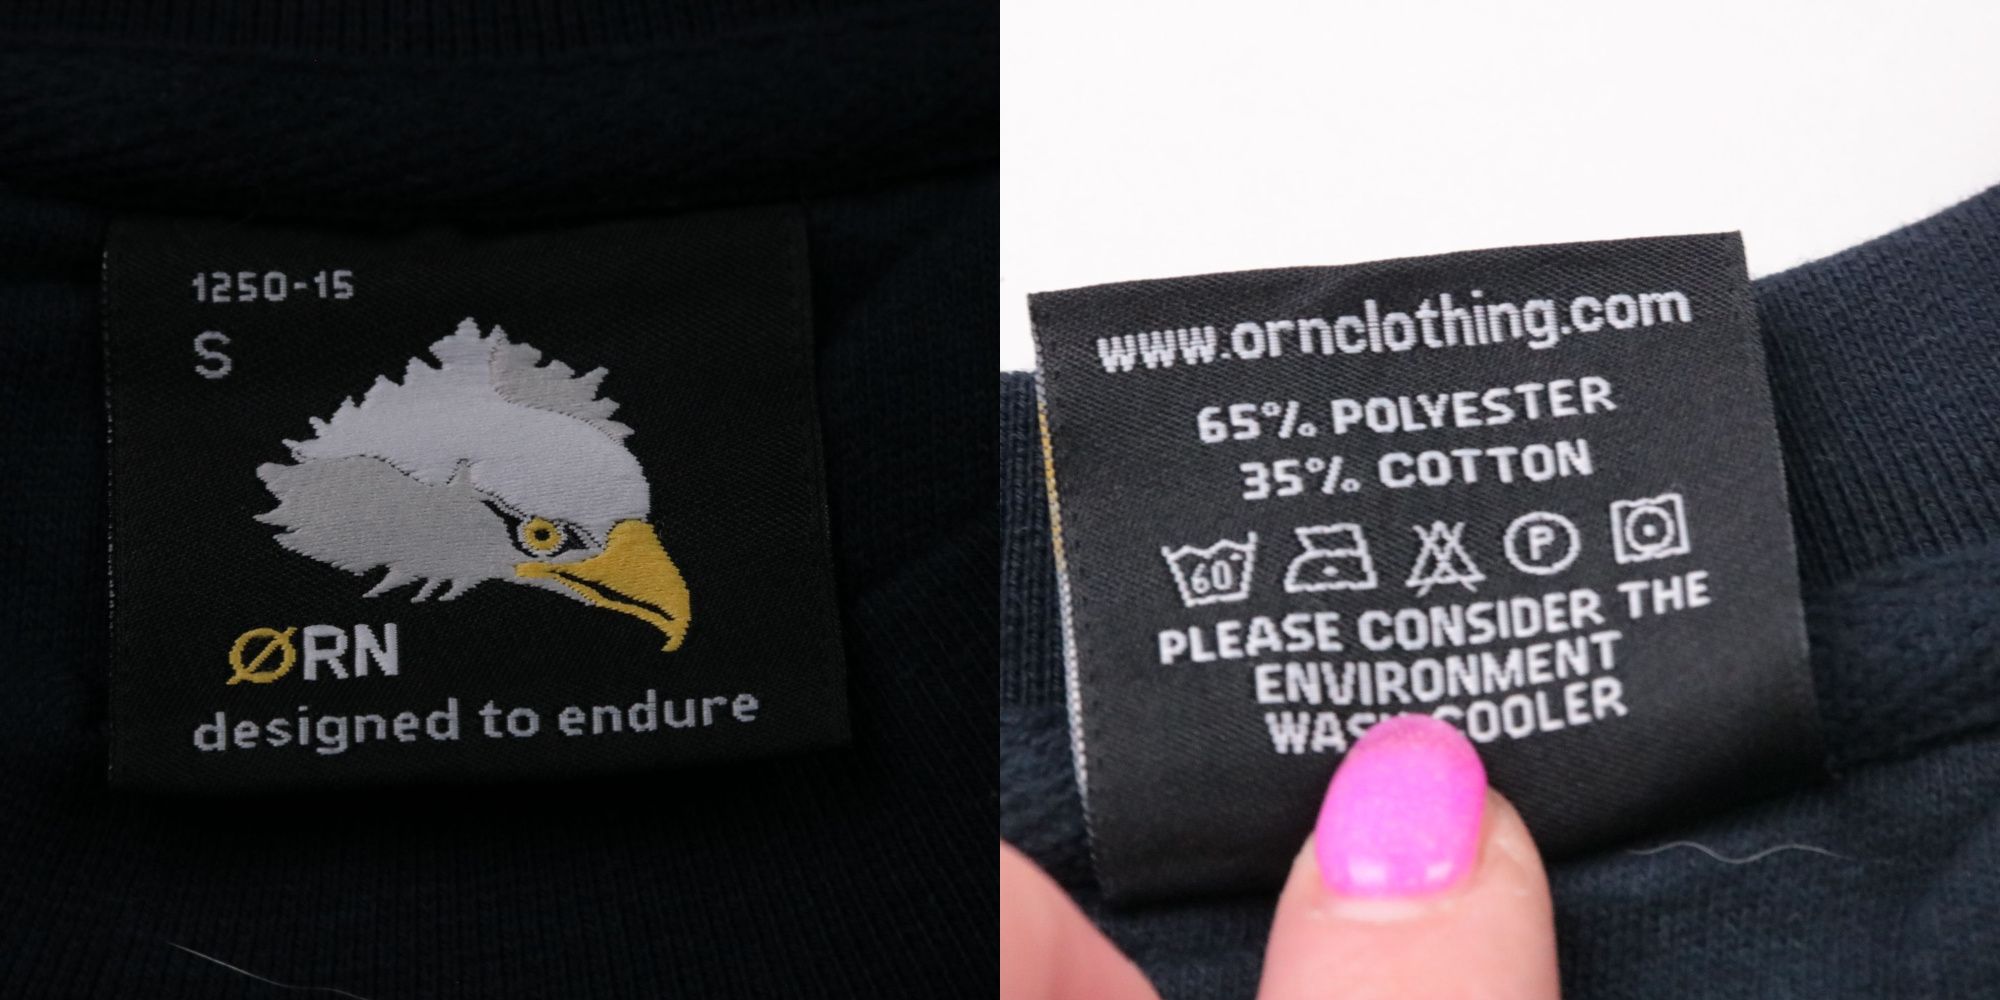 1250-15
S
ØRN
designed to endure
www.ornclothing.com
65% POLYESTER
35% COTTON
60 P
PLEASE CONSIDER THE
ENVIRONMENT
WASH COOLER